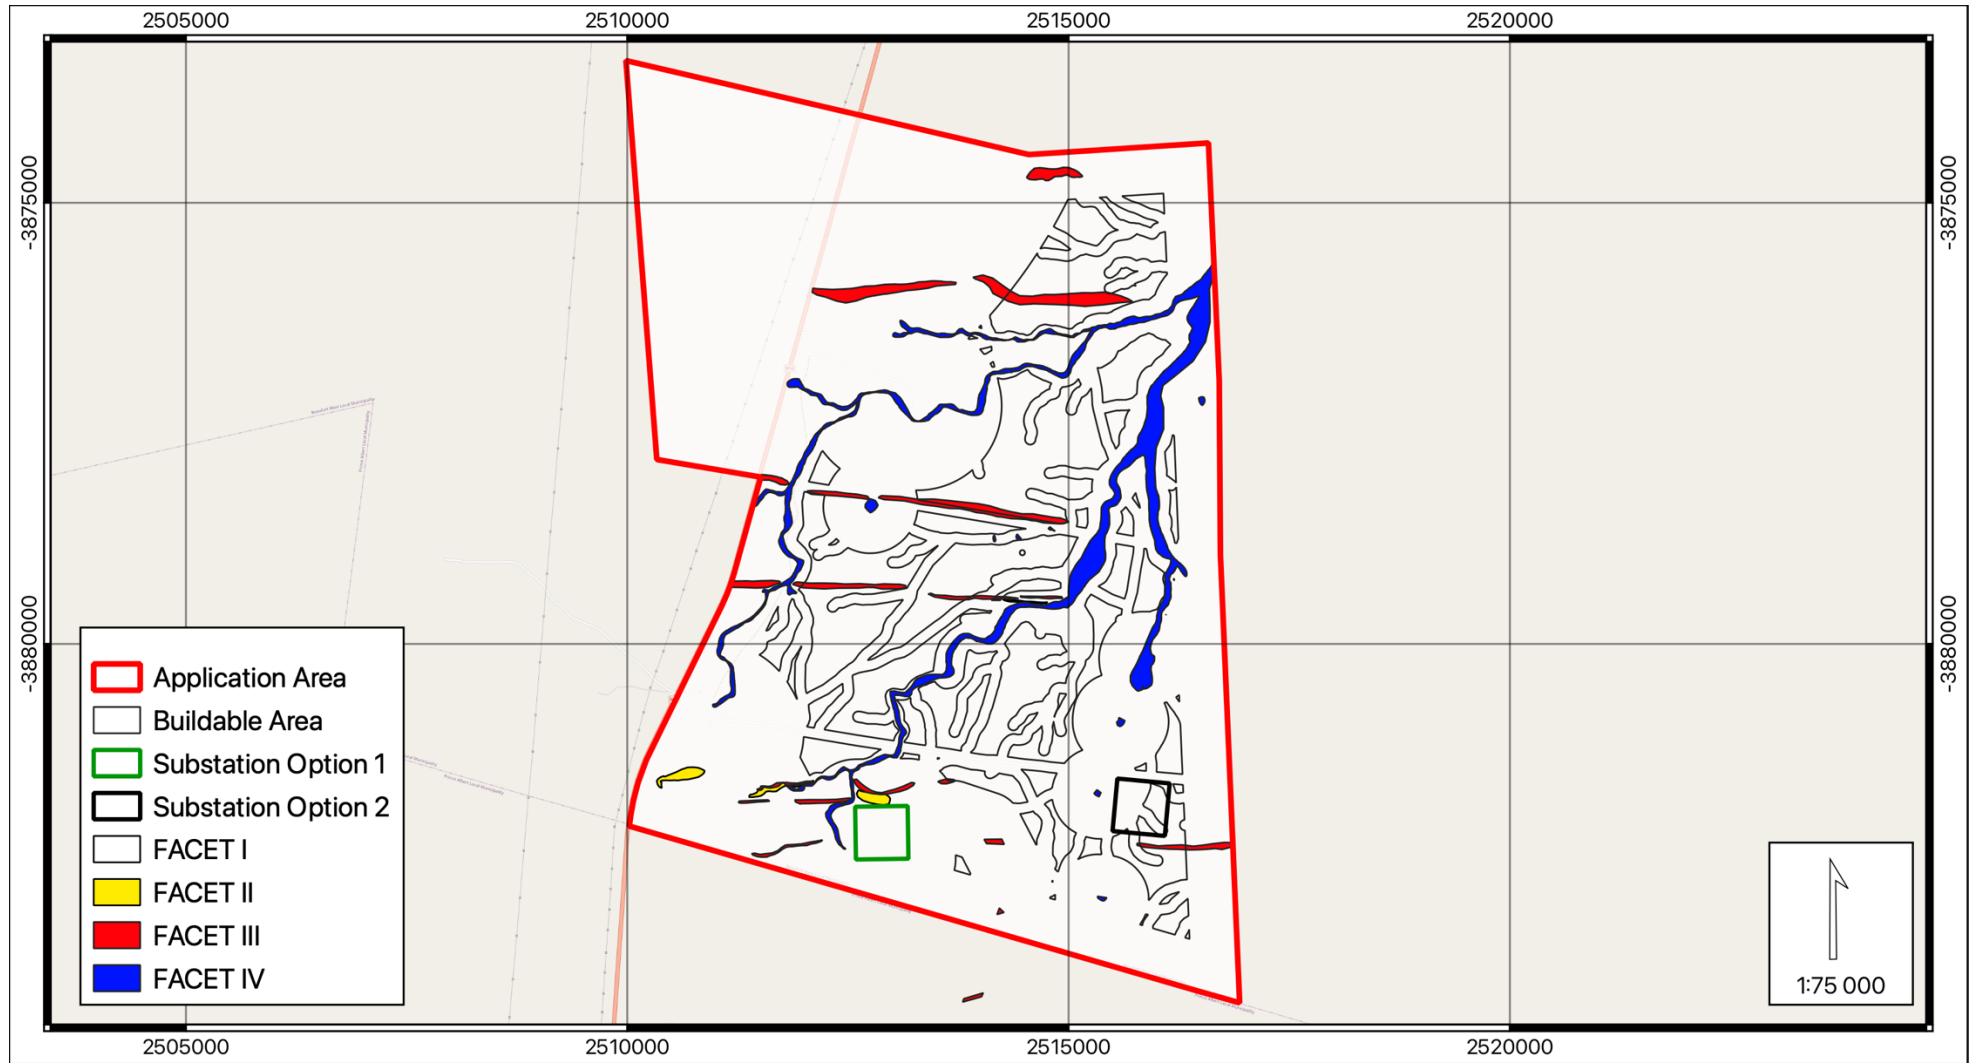 2505000 2510000 2515000 2520000
-3875000 -3875000
-3880000 -3880000
Application Area
Buildable Area
Substation Option 1
Substation Option 2
FACET I
FACET II
FACET III
FACET IV
1:75 000
2505000 2510000 2515000 2520000